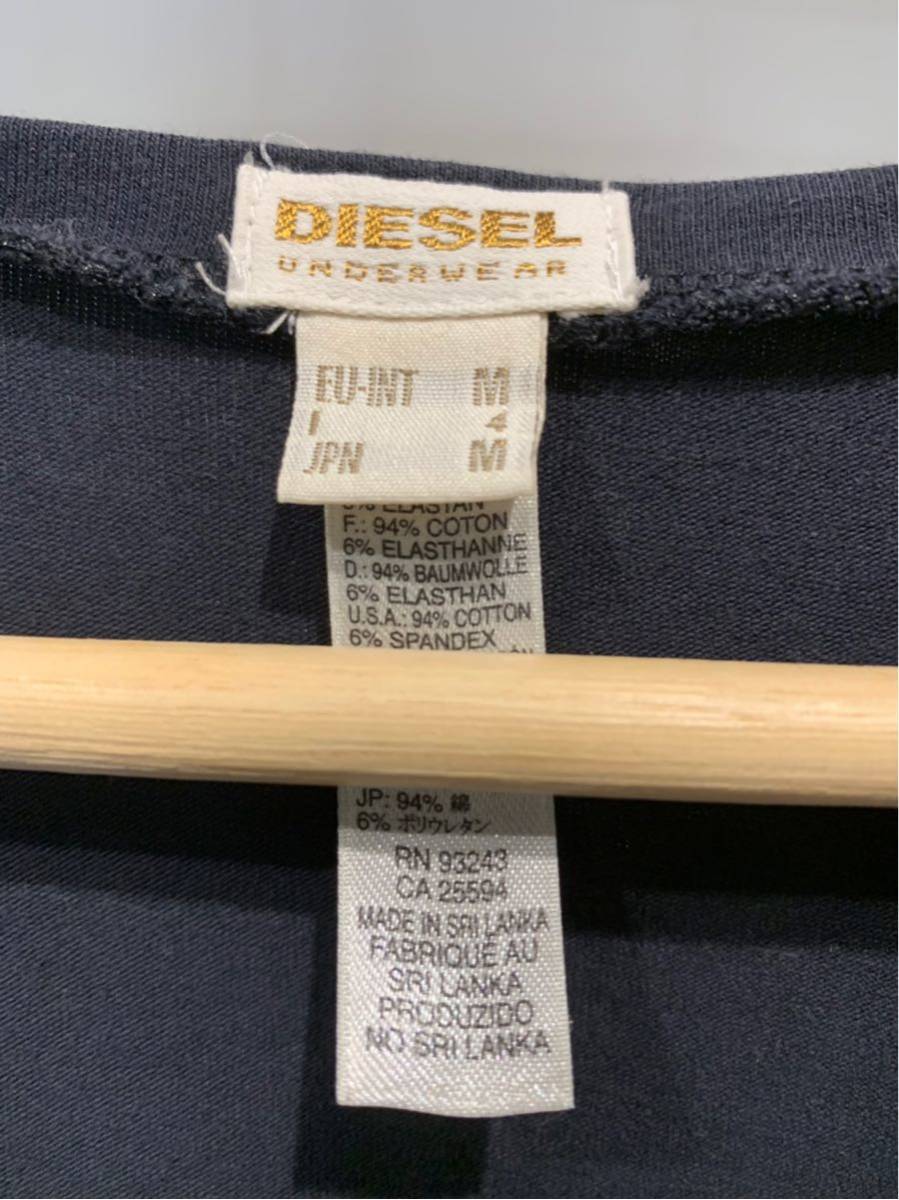 DIESEL
UNDERWEAR
EU-INT M
I 4
JPN M
ELASTAN
F.: 94% COTON
6% ELASTHANNE
D.: 94% BAUMWOLLE
6% ELASTHAN
U.S.A.: 94% COTTON
6% SPANDEX
JP: 94% 綿
6% ポリウレタン
RN 93243
CA 25594
MADE IN SRI LANKA
FABRIQUE AU
SRI LANKA
PRODUZIDO
NO SRI LANKA